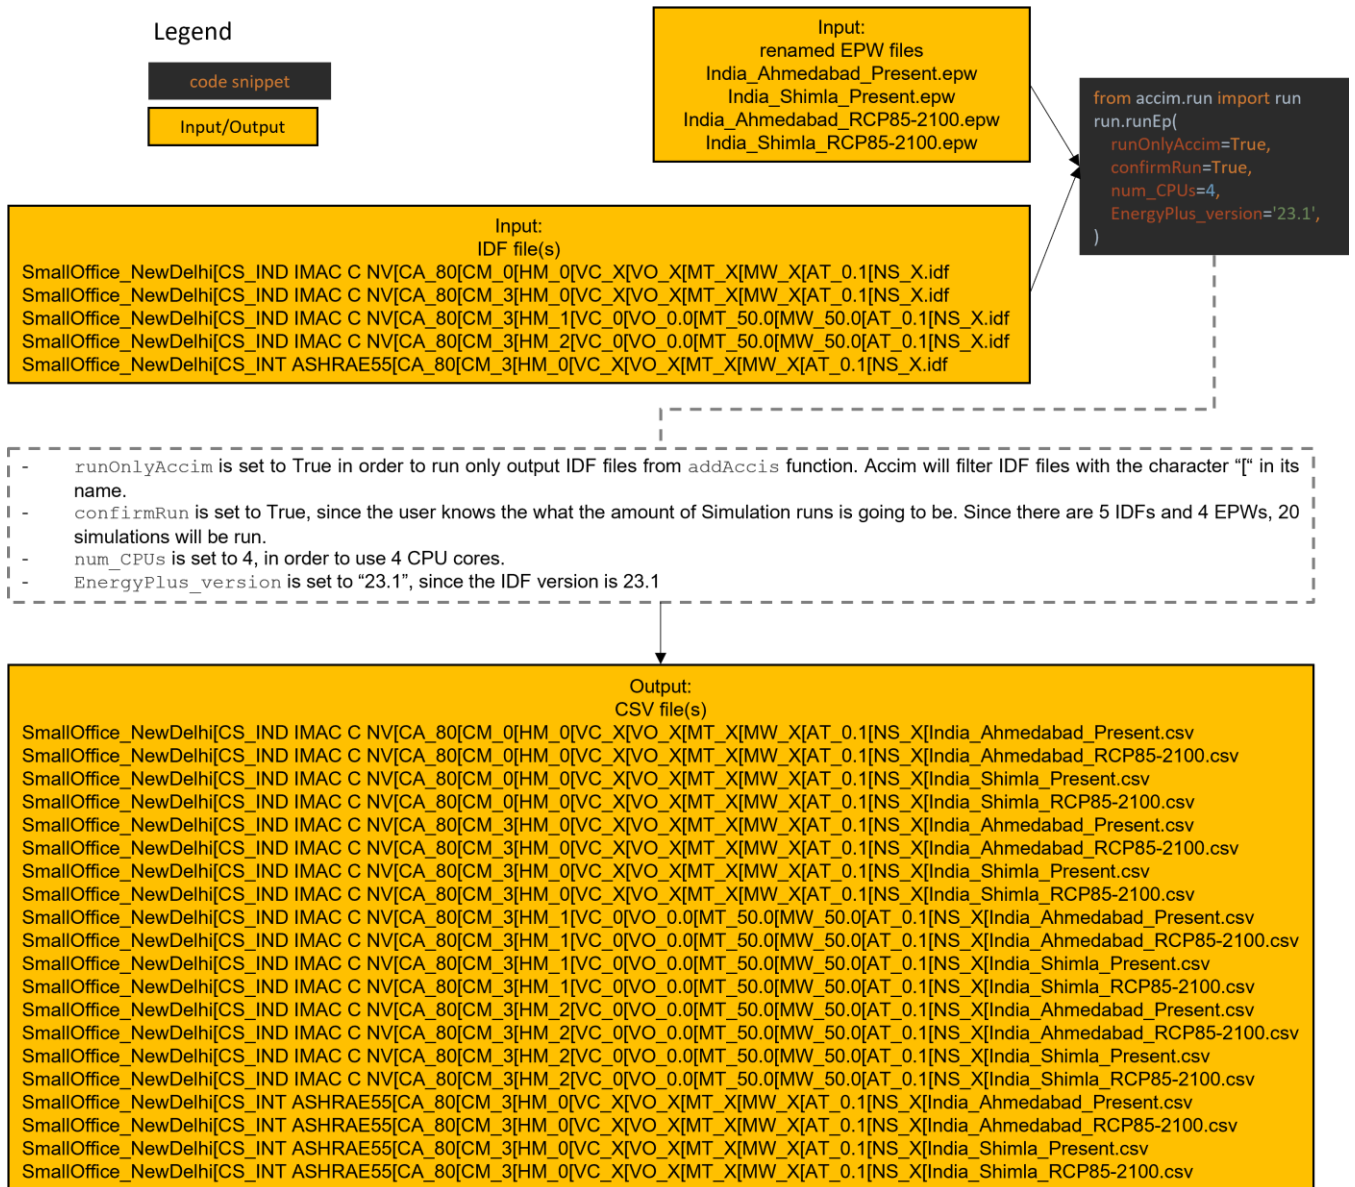 Legend
code snippet
Input/Output
Input:
renamed EPW files
India_Ahmedabad_Present.epw
India_Shimla_Present.epw
India_Ahmedabad_RCP85-2100.epw
India_Shimla_RCP85-2100.epw
from accim.run import run
run.runEp(
runOnlyAccim=True,
confirmRun=True,
num_CPUs=4,
EnergyPlus_version='23.1',
)
Input:
IDF file(s)
SmallOffice_NewDelhi[CS_IND IMAC C NV[CA_80[CM_0[HM_0[VC_X[VO_X[MT_X[MW_X[AT_0.1[NS_X.idf
SmallOffice_NewDelhi[CS_IND IMAC C NV[CA_80[CM_3[HM_0[VC_X[VO_X[MT_X[MW_X[AT_0.1[NS_X.idf
SmallOffice_NewDelhi[CS_IND IMAC C NV[CA_80[CM_3[HM_1[VC_0[VO_0.0[MT_50.0[MW_50.0[AT_0.1[NS_X.idf
SmallOffice_NewDelhi[CS_IND IMAC C NV[CA_80[CM_3[HM_2[VC_0[VO_0.0[MT_50.0[MW_50.0[AT_0.1[NS_X.idf
SmallOffice_NewDelhi[CS_INT ASHRAE55[CA_80[CM_3[HM_0[VC_X[VO_X[MT_X[MW_X[AT_0.1[NS_X.idf
- runOnlyAccim is set to True in order to run only output IDF files from addAccis function. Accim will filter IDF files with the character “[“ in its
name.
- confirmRun is set to True, since the user knows the what the amount of Simulation runs is going to be. Since there are 5 IDFs and 4 EPWs, 20
simulations will be run.
- num_CPUs is set to 4, in order to use 4 CPU cores.
- EnergyPlus_version is set to “23.1”, since the IDF version is 23.1
Output:
CSV file(s)
SmallOffice_NewDelhi[CS_IND IMAC C NV[CA_80[CM_0[HM_0[VC_X[VO_X[MT_X[MW_X[AT_0.1[NS_X[India_Ahmedabad_Present.csv
SmallOffice_NewDelhi[CS_IND IMAC C NV[CA_80[CM_0[HM_0[VC_X[VO_X[MT_X[MW_X[AT_0.1[NS_X[India_Ahmedabad_RCP85-2100.csv
SmallOffice_NewDelhi[CS_IND IMAC C NV[CA_80[CM_0[HM_0[VC_X[VO_X[MT_X[MW_X[AT_0.1[NS_X[India_Shimla_Present.csv
SmallOffice_NewDelhi[CS_IND IMAC C NV[CA_80[CM_0[HM_0[VC_X[VO_X[MT_X[MW_X[AT_0.1[NS_X[India_Shimla_RCP85-2100.csv
SmallOffice_NewDelhi[CS_IND IMAC C NV[CA_80[CM_3[HM_0[VC_X[VO_X[MT_X[MW_X[AT_0.1[NS_X[India_Ahmedabad_Present.csv
SmallOffice_NewDelhi[CS_IND IMAC C NV[CA_80[CM_3[HM_0[VC_X[VO_X[MT_X[MW_X[AT_0.1[NS_X[India_Ahmedabad_RCP85-2100.csv
SmallOffice_NewDelhi[CS_IND IMAC C NV[CA_80[CM_3[HM_0[VC_X[VO_X[MT_X[MW_X[AT_0.1[NS_X[India_Shimla_Present.csv
SmallOffice_NewDelhi[CS_IND IMAC C NV[CA_80[CM_3[HM_0[VC_X[VO_X[MT_X[MW_X[AT_0.1[NS_X[India_Shimla_RCP85-2100.csv
SmallOffice_NewDelhi[CS_IND IMAC C NV[CA_80[CM_3[HM_1[VC_0[VO_0.0[MT_50.0[MW_50.0[AT_0.1[NS_X[India_Ahmedabad_Present.csv
SmallOffice_NewDelhi[CS_IND IMAC C NV[CA_80[CM_3[HM_1[VC_0[VO_0.0[MT_50.0[MW_50.0[AT_0.1[NS_X[India_Ahmedabad_RCP85-2100.csv
SmallOffice_NewDelhi[CS_IND IMAC C NV[CA_80[CM_3[HM_1[VC_0[VO_0.0[MT_50.0[MW_50.0[AT_0.1[NS_X[India_Shimla_Present.csv
SmallOffice_NewDelhi[CS_IND IMAC C NV[CA_80[CM_3[HM_1[VC_0[VO_0.0[MT_50.0[MW_50.0[AT_0.1[NS_X[India_Shimla_RCP85-2100.csv
SmallOffice_NewDelhi[CS_IND IMAC C NV[CA_80[CM_3[HM_2[VC_0[VO_0.0[MT_50.0[MW_50.0[AT_0.1[NS_X[India_Ahmedabad_Present.csv
SmallOffice_NewDelhi[CS_IND IMAC C NV[CA_80[CM_3[HM_2[VC_0[VO_0.0[MT_50.0[MW_50.0[AT_0.1[NS_X[India_Ahmedabad_RCP85-2100.csv
SmallOffice_NewDelhi[CS_IND IMAC C NV[CA_80[CM_3[HM_2[VC_0[VO_0.0[MT_50.0[MW_50.0[AT_0.1[NS_X[India_Shimla_Present.csv
SmallOffice_NewDelhi[CS_IND IMAC C NV[CA_80[CM_3[HM_2[VC_0[VO_0.0[MT_50.0[MW_50.0[AT_0.1[NS_X[India_Shimla_RCP85-2100.csv
SmallOffice_NewDelhi[CS_INT ASHRAE55[CA_80[CM_3[HM_0[VC_X[VO_X[MT_X[MW_X[AT_0.1[NS_X[India_Ahmedabad_Present.csv
SmallOffice_NewDelhi[CS_INT ASHRAE55[CA_80[CM_3[HM_0[VC_X[VO_X[MT_X[MW_X[AT_0.1[NS_X[India_Ahmedabad_RCP85-2100.csv
SmallOffice_NewDelhi[CS_INT ASHRAE55[CA_80[CM_3[HM_0[VC_X[VO_X[MT_X[MW_X[AT_0.1[NS_X[India_Shimla_Present.csv
SmallOffice_NewDelhi[CS_INT ASHRAE55[CA_80[CM_3[HM_0[VC_X[VO_X[MT_X[MW_X[AT_0.1[NS_X[India_Shimla_RCP85-2100.csv